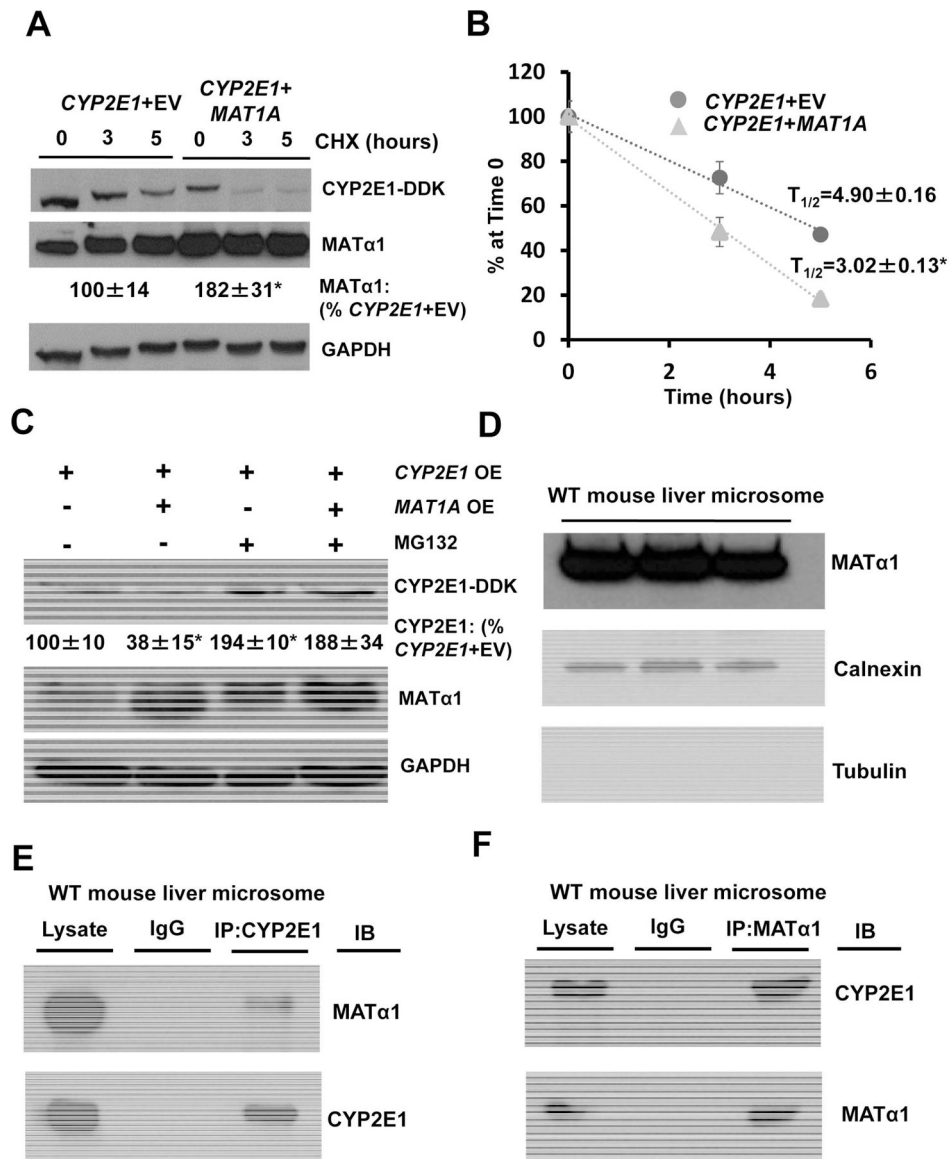 A
CYP2E1+EV
CYP2E1+
MAT1A
0 3 5 0 3 5 CHX (hours)
CYP2E1-DDK
MATα1
100±14 182±31* MATα1:
(% CYP2E1+EV)
GAPDH
B
120
100
80
60
40
20
0
% at Time 0
0 2 4 6
Time (hours)
CYP2E1+EV
CYP2E1+MAT1A
T1/2=4.90±0.16
T1/2=3.02±0.13*
C
+ + + + CYP2E1 OE
- + - + MAT1A OE
- - + + MG132
CYP2E1-DDK
100±10 38±15* 194±10* 188±34 CYP2E1: (%
CYP2E1+EV)
MATα1
GAPDH
D
WT mouse liver microsome
MATα1
Calnexin
Tubulin
E
WT mouse liver microsome
Lysate IgG IP:CYP2E1 IB
MATα1
CYP2E1
F
WT mouse liver microsome
Lysate IgG IP:MATα1 IB
CYP2E1
MATα1